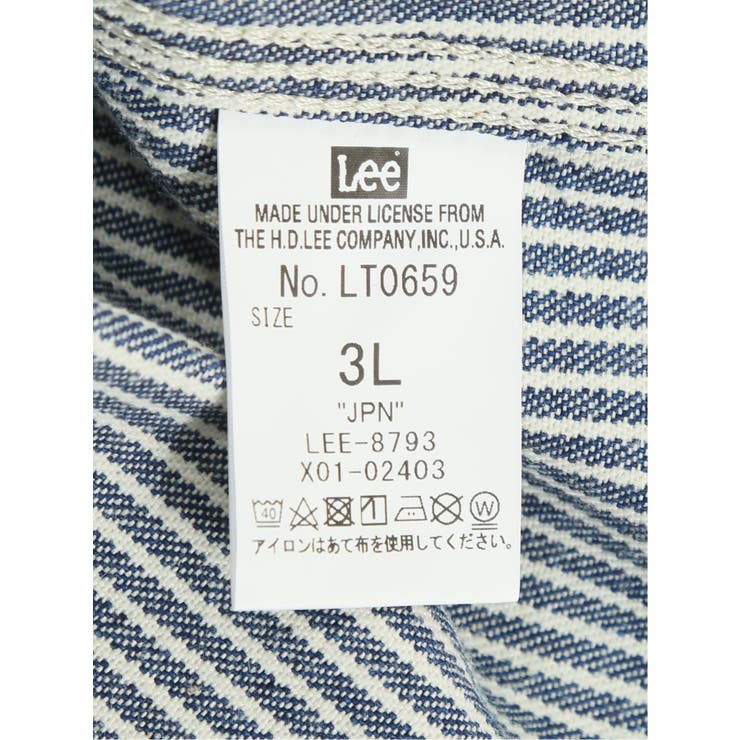 Lee
MADE UNDER LICENSE FROM
THE H.D.LEE COMPANY,INC.,U.S.A.
No. LT0659
SIZE
3L
"JPN"
LEE-8793
X01-02403
40 W
アイロンはあて布を使用してください。